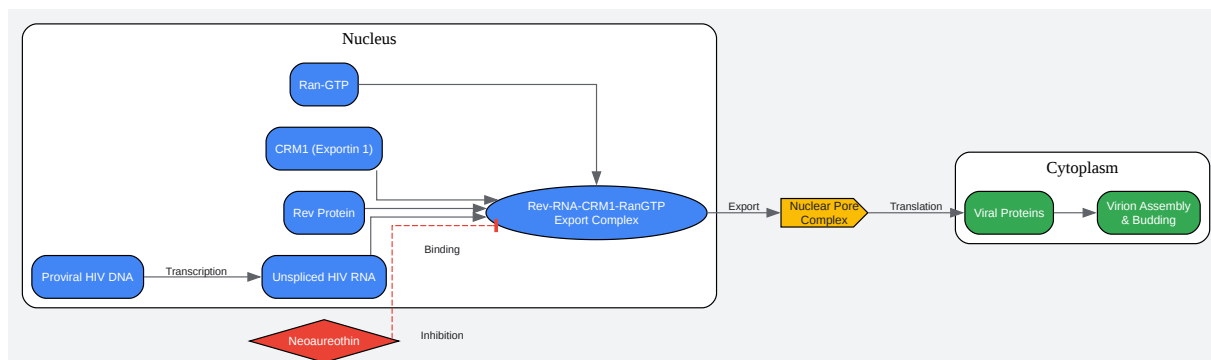 Nucleus
Ran-GTP
CRM1 (Exportin 1)
Rev Protein
Proviral HIV DNA
Transcription
Unspliced HIV RNA
Rev-RNA-CRM1-RanGTP
Export Complex
Binding
Neoaureothin
Inhibition
Export
Nuclear Pore
Complex
Translation
Cytoplasm
Viral Proteins
Virion Assembly
& Budding